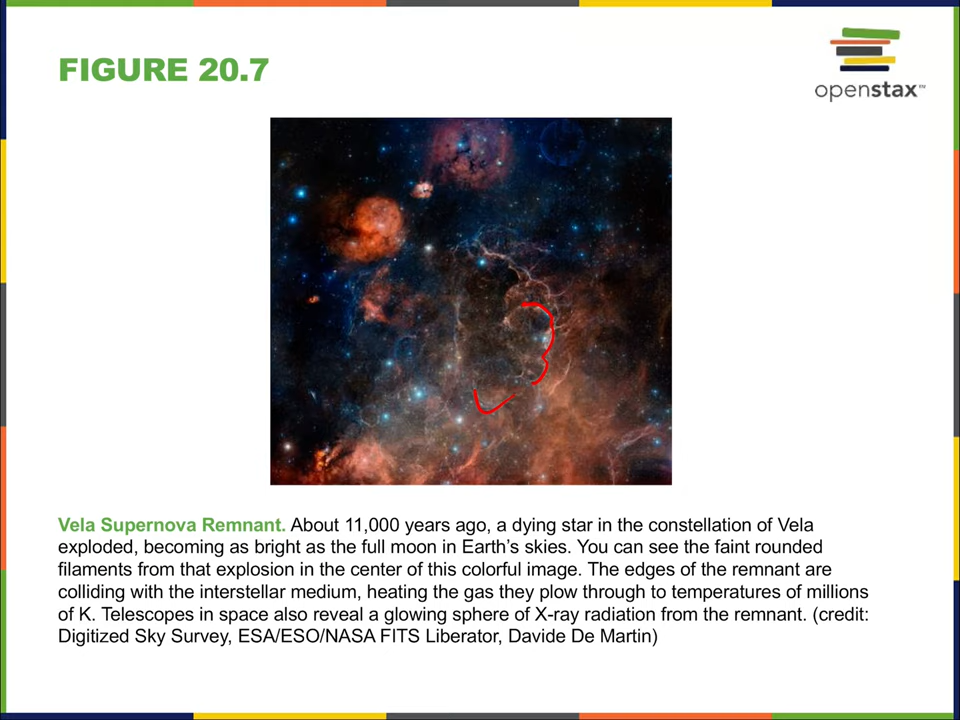 FIGURE 20.7
openstax™
Vela Supernova Remnant. About 11,000 years ago, a dying star in the constellation of Vela
exploded, becoming as bright as the full moon in Earth’s skies. You can see the faint rounded
filaments from that explosion in the center of this colorful image. The edges of the remnant are
colliding with the interstellar medium, heating the gas they plow through to temperatures of millions
of K. Telescopes in space also reveal a glowing sphere of X-ray radiation from the remnant. (credit:
Digitized Sky Survey, ESA/ESO/NASA FITS Liberator, Davide De Martin)